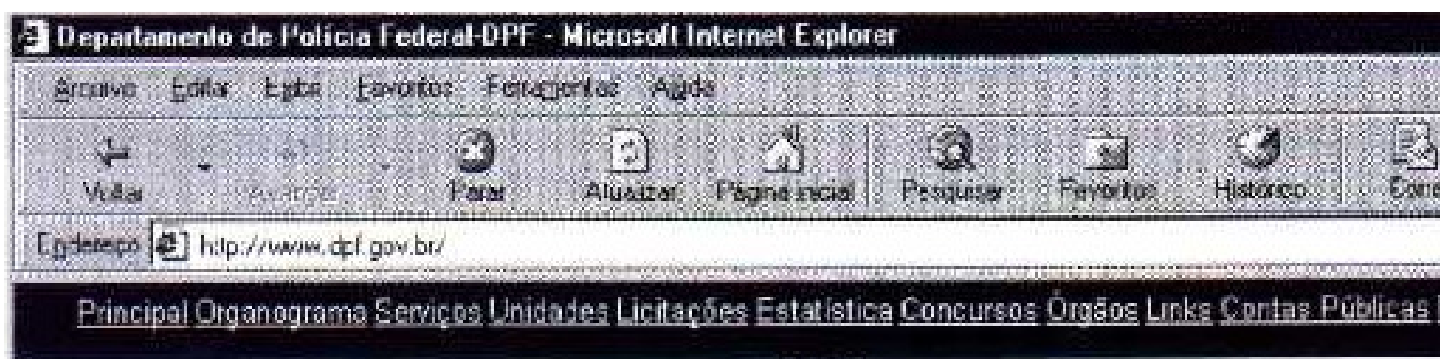 Departamento de Polícia Federal-DPF - Microsoft Internet Explorer
Arquivo Editar Exibir Favoritos Ferramentas Ajuda
Voltar Avançar Parar Atualizar Página inicial Pesquisar Favoritos Histórico
Endereço http://www.dpf.gov.br/
Principal Organograma Serviços Unidades Licitações Estatística Concursos Órgãos Links Contas Públicas